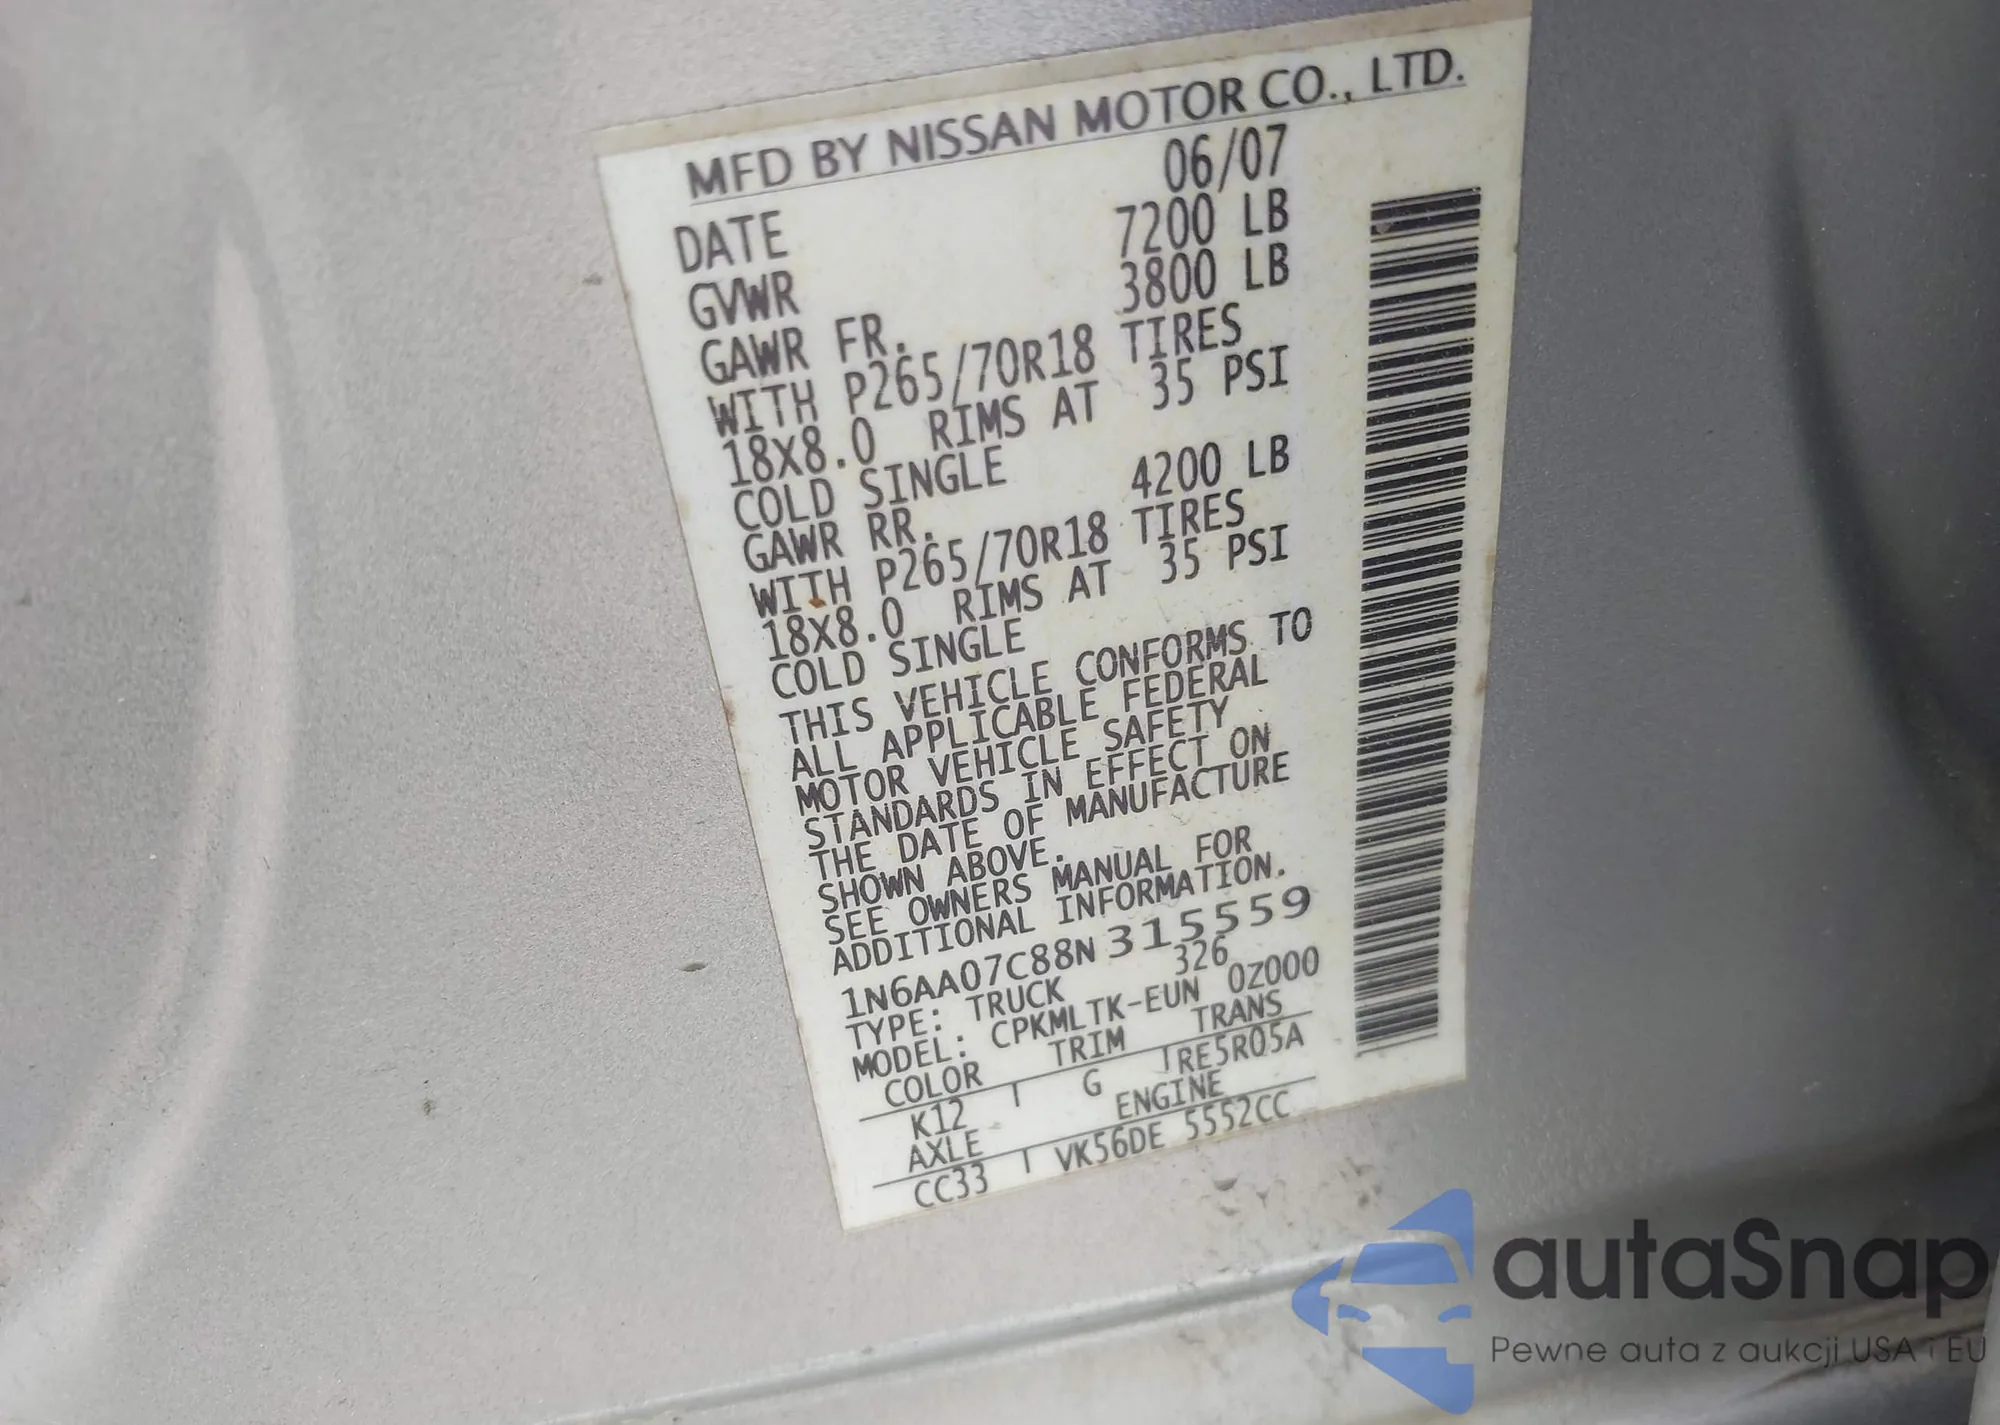 MFD BY NISSAN MOTOR CO., LTD.
DATE 06/07
GVWR 7200 LB
GAWR FR. 3800 LB
WITH P265/70R18 TIRES
18X8.0 RIMS AT 35 PSI
COLD SINGLE
GAWR RR. 4200 LB
WITH P265/70R18 TIRES
18X8.0 RIMS AT 35 PSI
COLD SINGLE
THIS VEHICLE CONFORMS TO
ALL APPLICABLE FEDERAL
MOTOR VEHICLE SAFETY
STANDARDS IN EFFECT ON
THE DATE OF MANUFACTURE
SHOWN ABOVE.
SEE OWNERS MANUAL FOR
ADDITIONAL INFORMATION.
1N6AA07C88N315559
TYPE: TRUCK 326
MODEL: CPKMLTK-EUN 0Z000
COLOR TRIM TRANS
K12 G RE5R05A
AXLE ENGINE
CC33 VK56DE 5552CC
autaSnap
Pewne auta z aukcji USA i EU